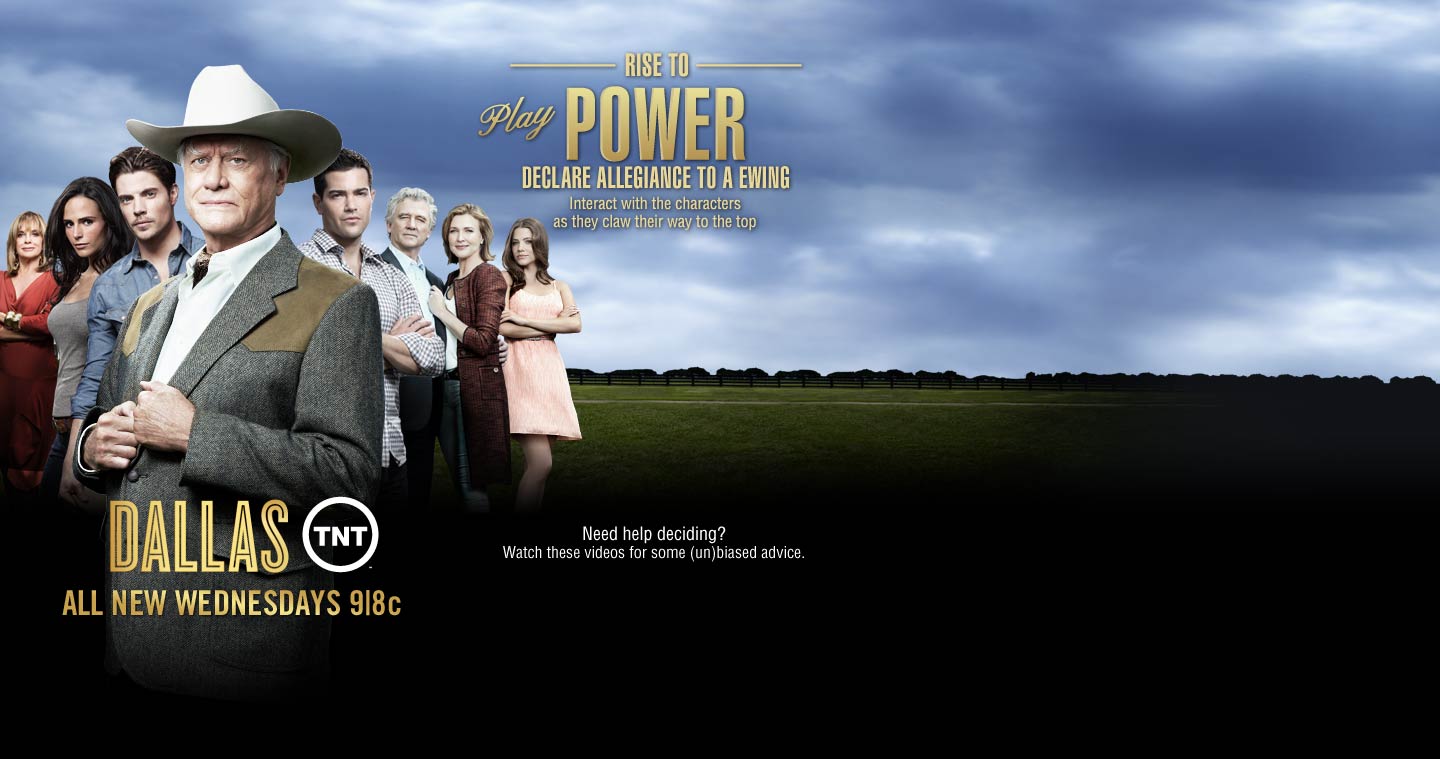 RISE TO
Play POWER
DECLARE ALLEGIANCE TO A EWING
Interact with the characters
as they claw their way to the top
DALLAS TNT
ALL NEW WEDNESDAYS 9|8c
Need help deciding?
Watch these videos for some (un)biased advice.